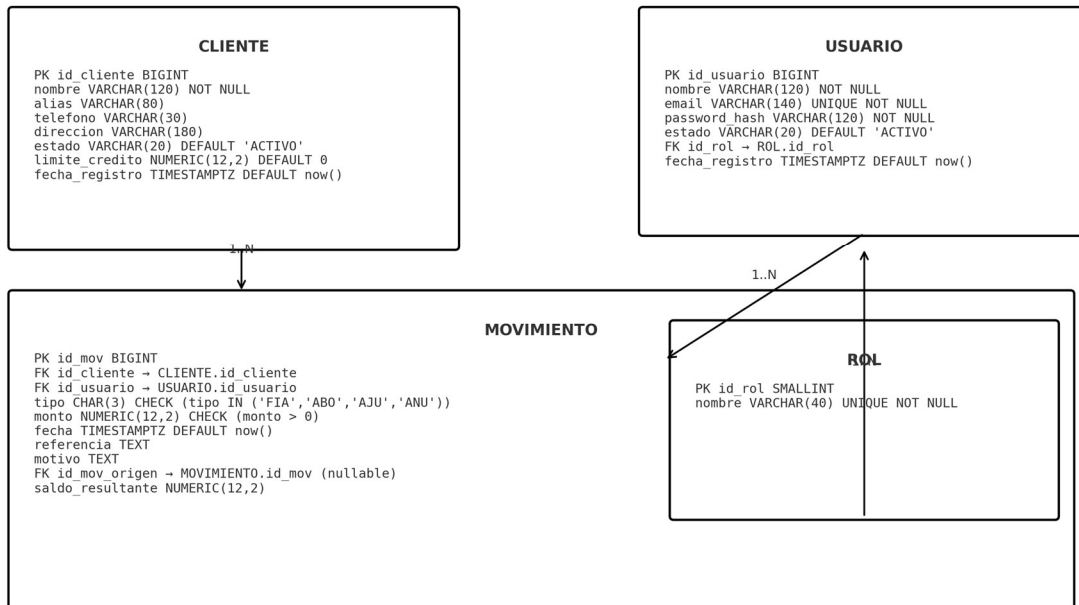 CLIENTE
PK id_cliente BIGINT
nombre VARCHAR(120) NOT NULL
alias VARCHAR(80)
telefono VARCHAR(30)
direccion VARCHAR(180)
estado VARCHAR(20) DEFAULT 'ACTIVO'
limite_credito NUMERIC(12,2) DEFAULT 0
fecha_registro TIMESTAMPTZ DEFAULT now()
USUARIO
PK id_usuario BIGINT
nombre VARCHAR(120) NOT NULL
email VARCHAR(140) UNIQUE NOT NULL
password_hash VARCHAR(120) NOT NULL
estado VARCHAR(20) DEFAULT 'ACTIVO'
FK id_rol → ROL.id_rol
fecha_registro TIMESTAMPTZ DEFAULT now()
1..N
1..N
MOVIMIENTO
PK id_mov BIGINT
FK id_cliente → CLIENTE.id_cliente
FK id_usuario → USUARIO.id_usuario
tipo CHAR(3) CHECK (tipo IN ('FIA','ABO','AJU','ANU'))
monto NUMERIC(12,2) CHECK (monto > 0)
fecha TIMESTAMPTZ DEFAULT now()
referencia TEXT
motivo TEXT
FK id_mov_origen → MOVIMIENTO.id_mov (nullable)
saldo_resultante NUMERIC(12,2)
ROL
PK id_rol SMALLINT
nombre VARCHAR(40) UNIQUE NOT NULL